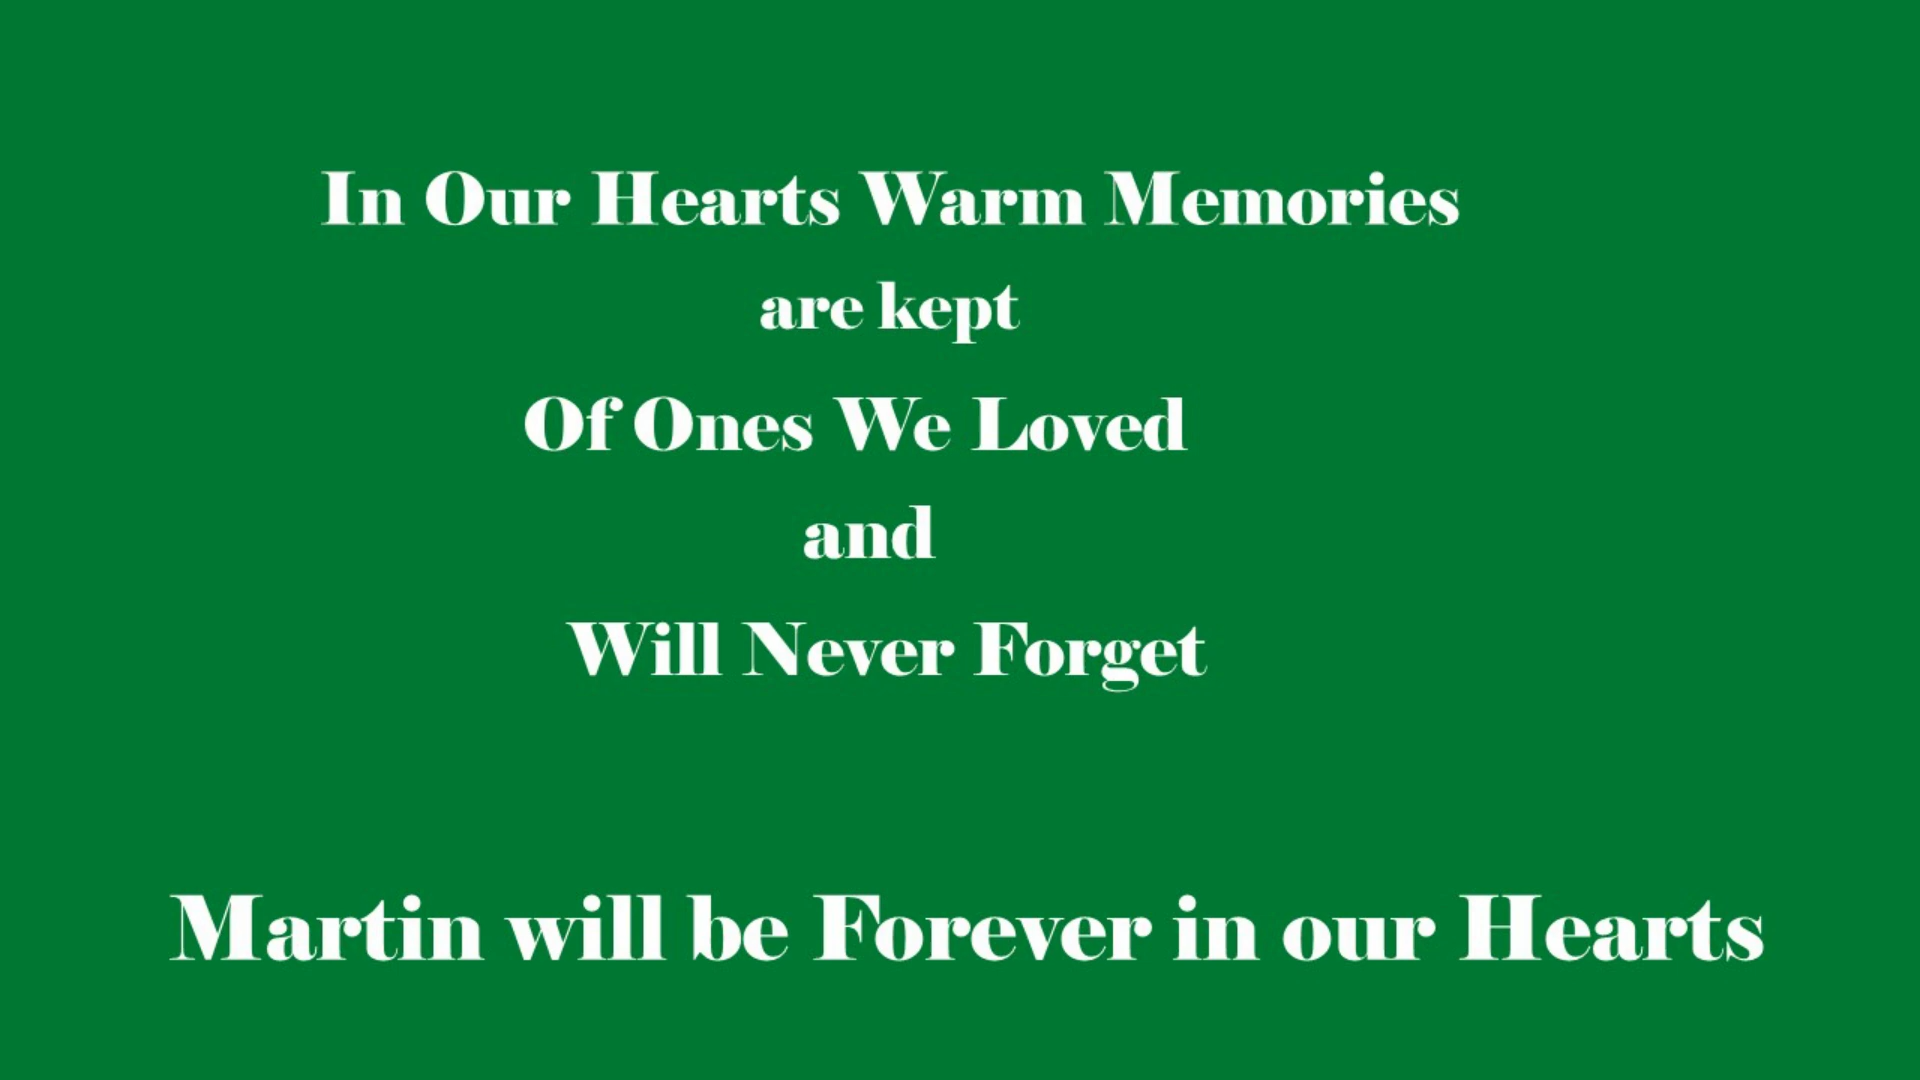 In Our Hearts Warm Memories
are kept
Of Ones We Loved
and
Will Never Forget
Martin will be Forever in our Hearts